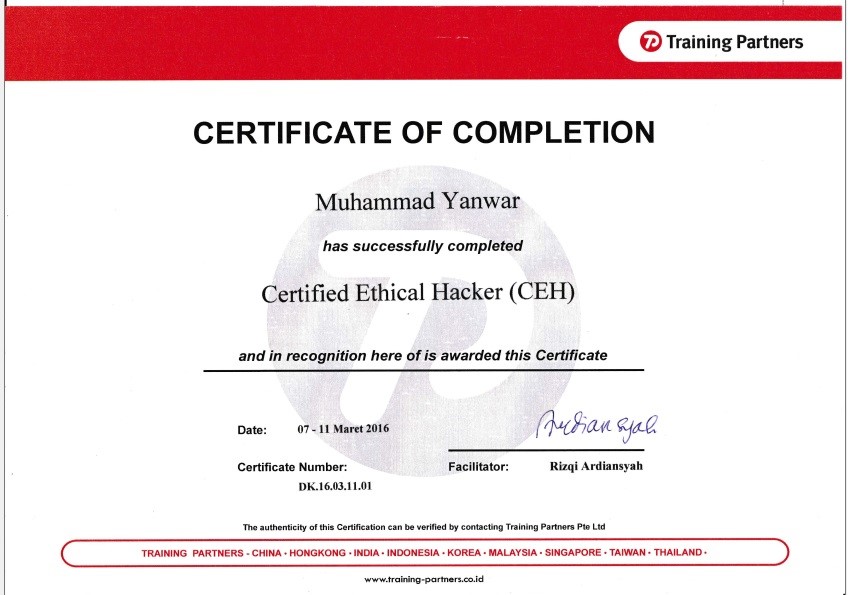 Training Partners
CERTIFICATE OF COMPLETION
Muhammad Yanwar
has successfully completed
Certified Ethical Hacker (CEH)
and in recognition here of is awarded this Certificate
Date: 07 - 11 Maret 2016
Ardiansyah
Certificate Number: Facilitator: Rizqi Ardiansyah
DK.16.03.11.01
The authenticity of this Certification can be verified by contacting Training Partners Pte Ltd
TRAINING PARTNERS - CHINA • HONGKONG • INDIA • INDONESIA • KOREA • MALAYSIA • SINGAPORE • TAIWAN • THAILAND •
www.training-partners.co.id